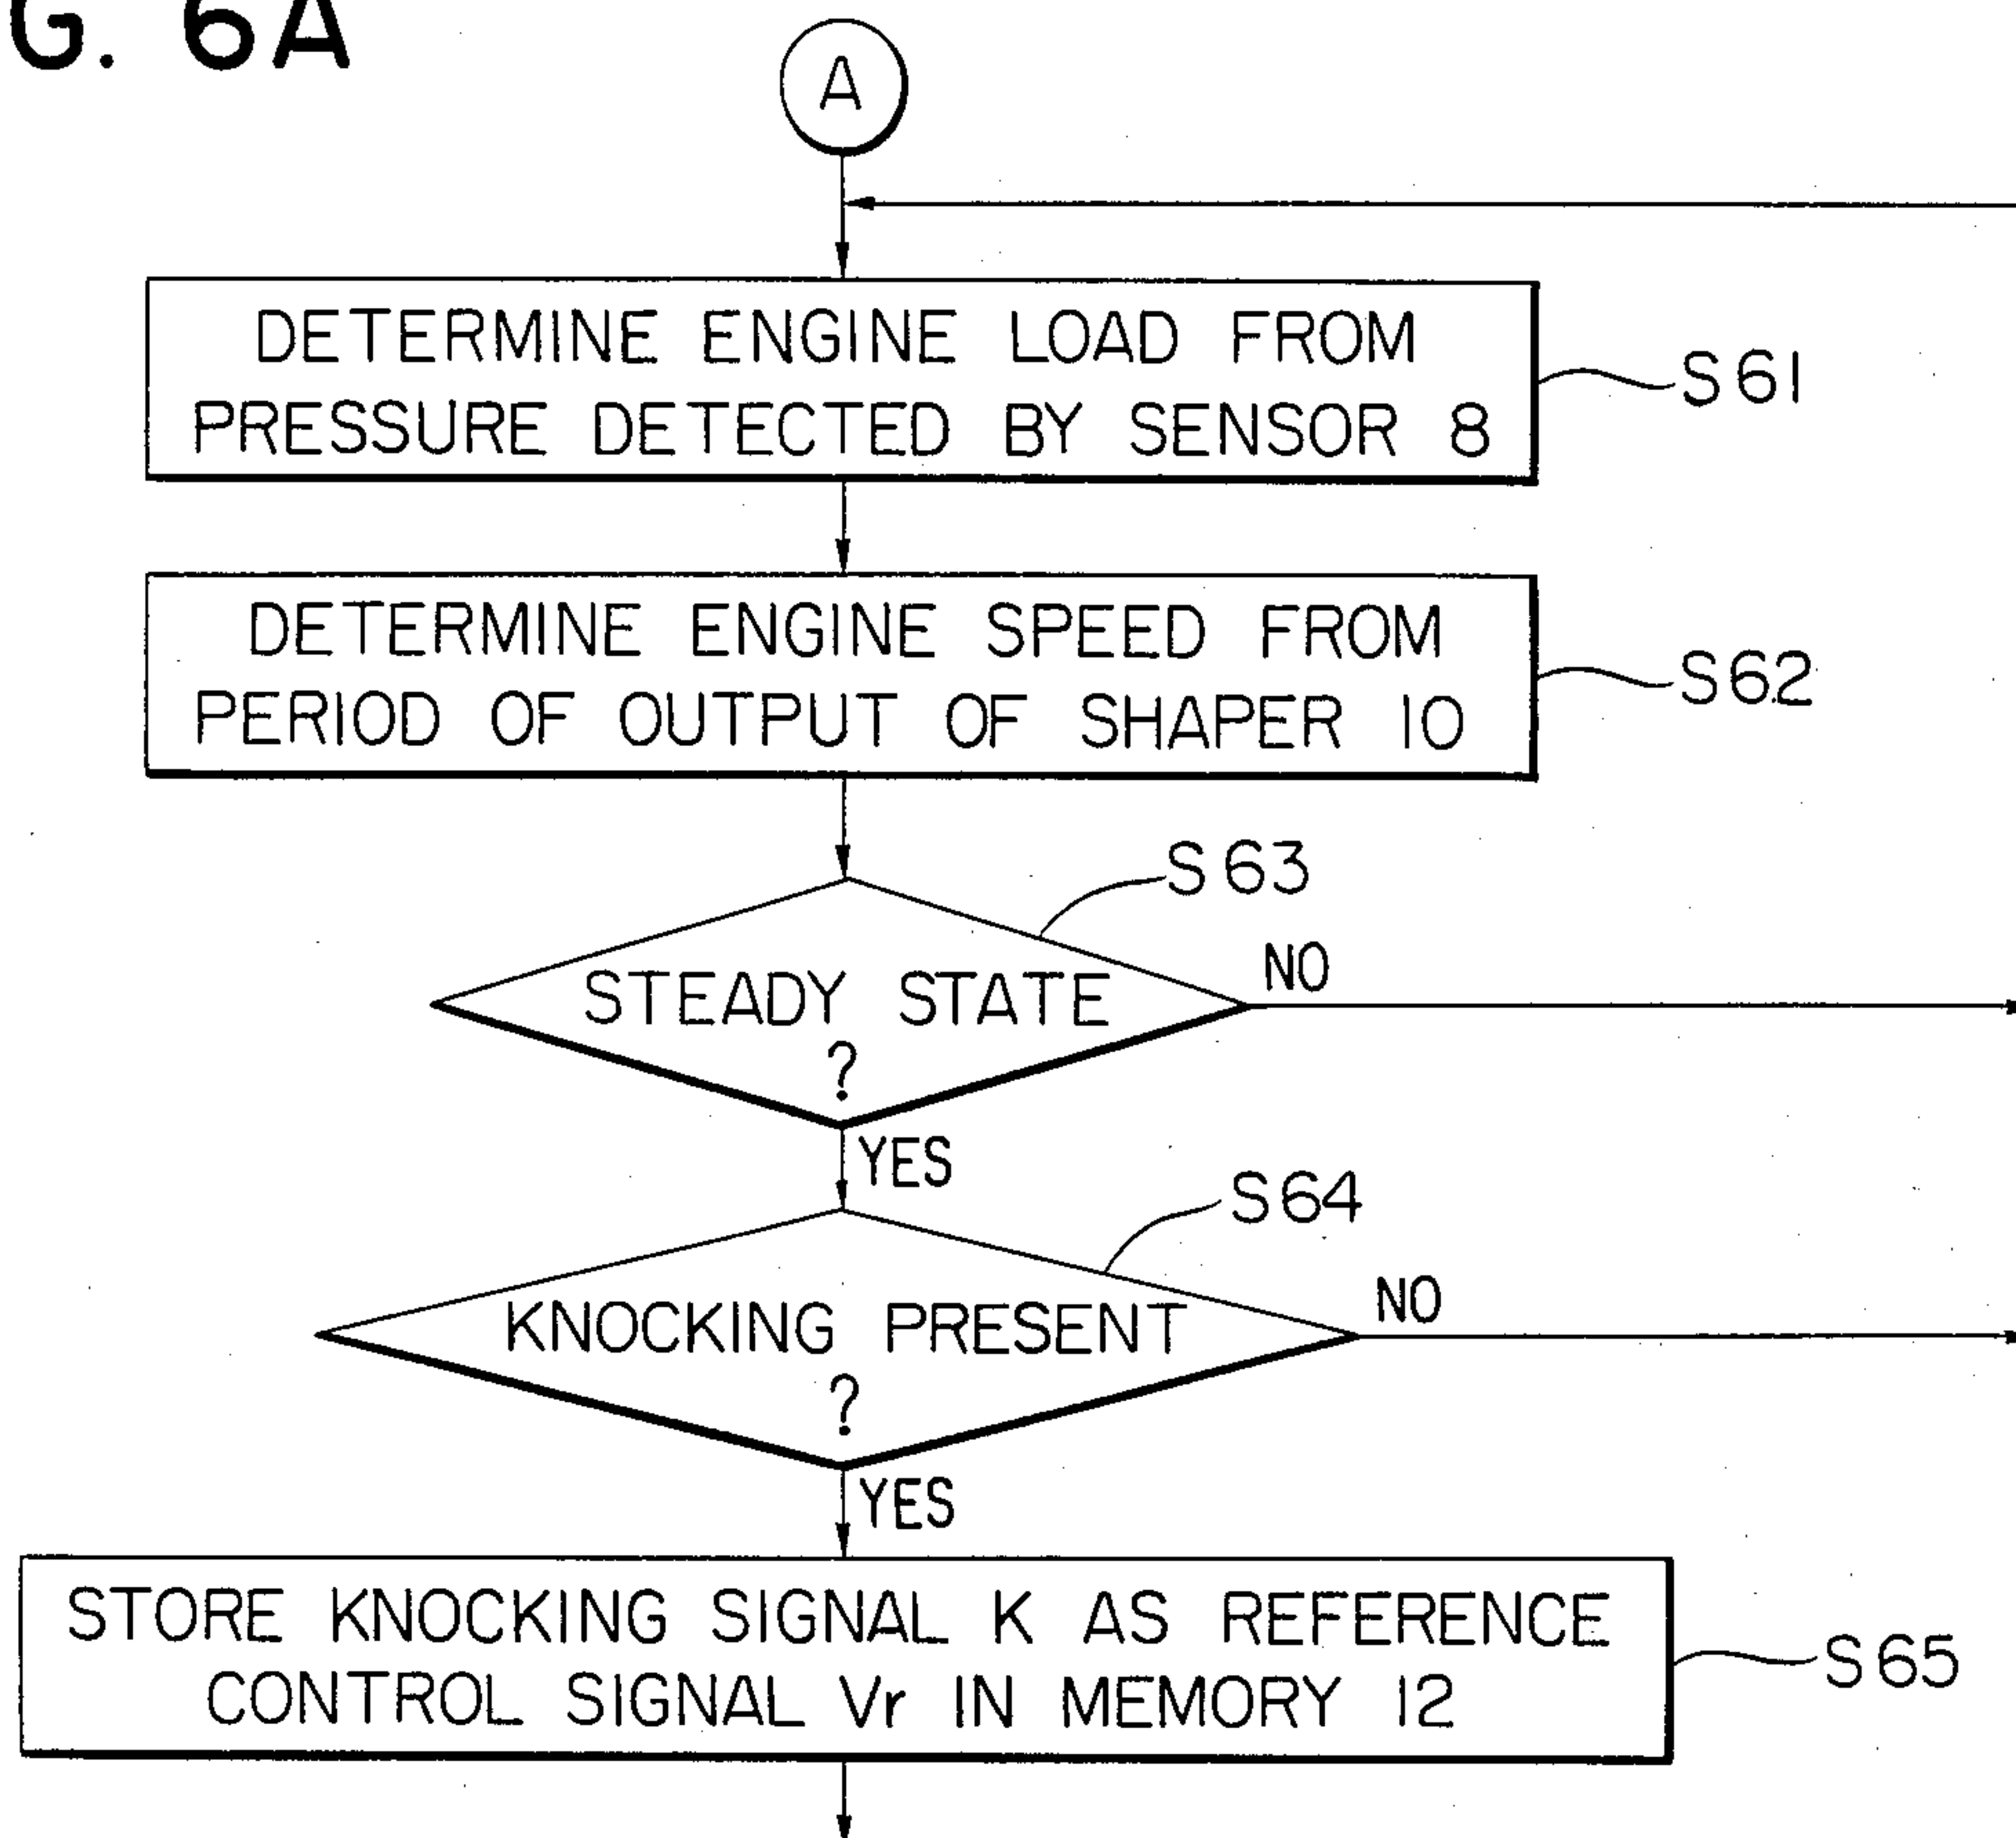 G. 6A
A
DETERMINE ENGINE LOAD FROM
PRESSURE DETECTED BY SENSOR 8
S61
DETERMINE ENGINE SPEED FROM
PERIOD OF OUTPUT OF SHAPER 10
S62
S63
STEADY STATE
?
NO
YES
S64
KNOCKING PRESENT
?
NO
YES
STORE KNOCKING SIGNAL K AS REFERENCE
CONTROL SIGNAL Vr IN MEMORY 12
S65